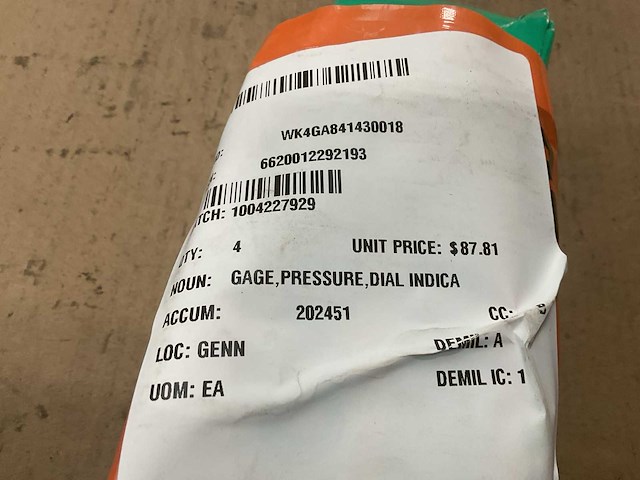 WK4GA841430018
6620012292193
TCH: 1004227929
TY: 4 UNIT PRICE: $87.81
NOUN: GAGE,PRESSURE,DIAL INDICA
ACCUM: 202451 CC:
LOC: GENN DEMIL: A
UOM: EA DEMIL IC: 1